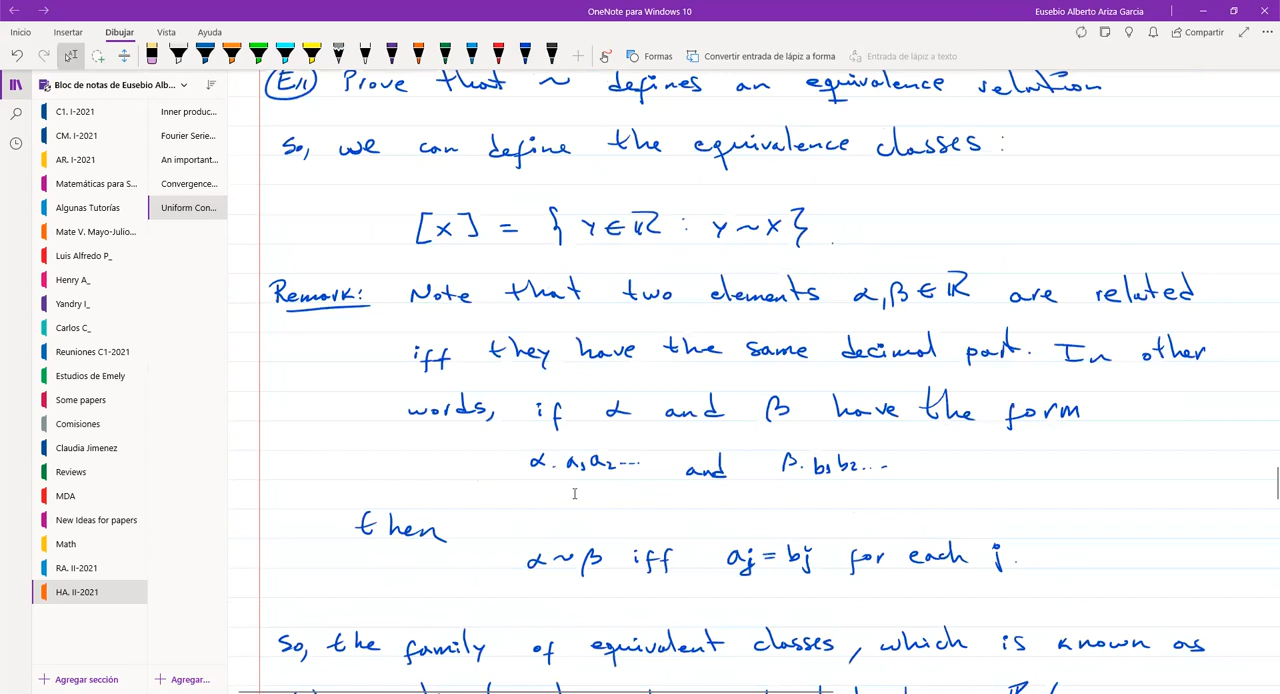 OneNote para Windows 10
Eusebio Alberto Ariza Garcia
Inicio Insertar Dibujar Vista Ayuda
Compartir
Formas
Convertir entrada de lápiz a forma
Entrada de lápiz a texto
Bloc de notas de Eusebio Alb...
C1. I-2021
CM. I-2021
AR. I-2021
Matemáticas para S...
Algunas Tutorías
Mate V. Mayo-Julio...
Luis Alfredo P_
Henry A_
Yandry I_
Carlos C_
Reuniones C1-2021
Estudios de Emely
Some papers
Comisiones
Claudia Jimenez
Reviews
MDA
New Ideas for papers
Math
RA. II-2021
HA. II-2021
Agregar sección
Inner produc...
Fourier Serie...
An important...
Convergence...
Uniform Con...
Agregar...
Prove that ~ defines an equivalence relation
So, we can define the equivalence classes:
[x] = { y ∈ ℝ : y ~ x }.
Remark: Note that two elements α, β ∈ ℝ are related
iff they have the same decimal part. In other
words, if α and β have the form
α. a₁a₂... and β. b₁b₂...
then
α ~ β iff aj = bj for each j.
So, the family of equivalent classes, which is known as